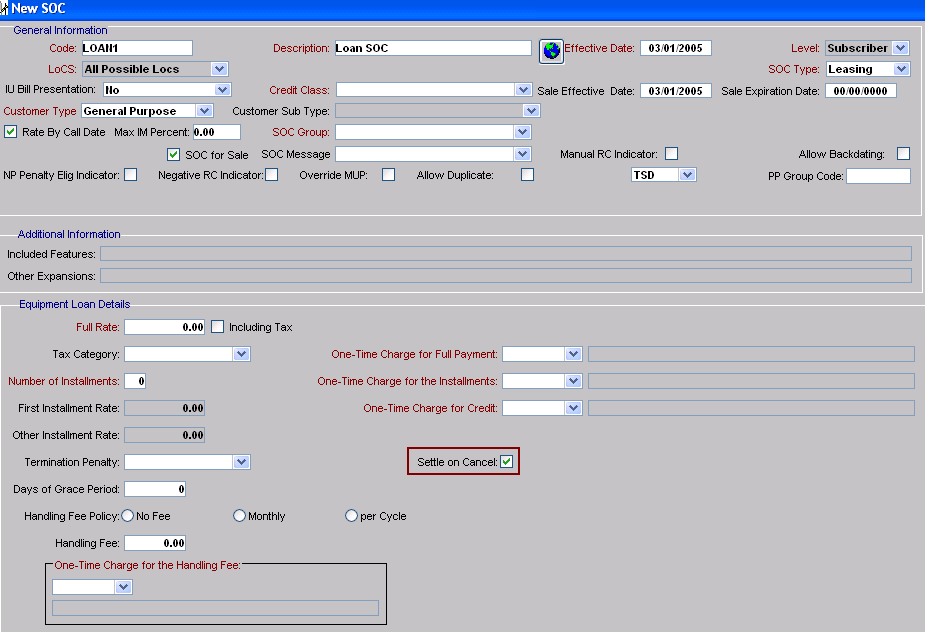 New SOC
General Information
Code: LOAN1 Description: Loan SOC Effective Date: 03/01/2005 Level: Subscriber
LoCS: All Possible Locs SOC Type: Leasing
IU Bill Presentation: No Credit Class: Sale Effective Date: 03/01/2005 Sale Expiration Date: 00/00/0000
Customer Type General Purpose Customer Sub Type:
Rate By Call Date Max IM Percent: 0.00 SOC Group:
SOC for Sale SOC Message Manual RC Indicator: Allow Backdating:
NP Penalty Elig Indicator: Negative RC Indicator: Override MUP: Allow Duplicate: TSD PP Group Code:
Additional Information
Included Features:
Other Expansions:
Equipment Loan Details
Full Rate: 0.00 Including Tax
Tax Category: One-Time Charge for Full Payment:
Number of Installments: 0 One-Time Charge for the Installments:
First Installment Rate: 0.00 One-Time Charge for Credit:
Other Installment Rate: 0.00
Termination Penalty: Settle on Cancel:
Days of Grace Period: 0
Handling Fee Policy: No Fee Monthly per Cycle
Handling Fee: 0.00
One-Time Charge for the Handling Fee: